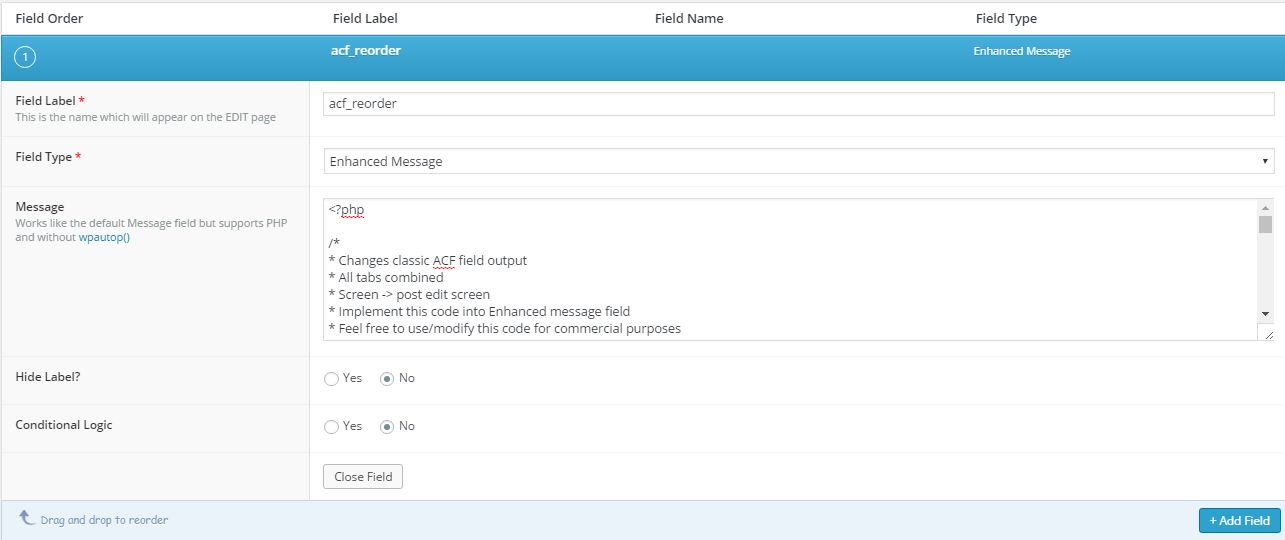 Field Order Field Label Field Name Field Type
1 acf_reorder Enhanced Message
Field Label * acf_reorder
This is the name which will appear on the EDIT page
Field Type * Enhanced Message
Message
Works like the default Message field but supports PHP
and without wpautop()
<?php
/*
* Changes classic ACF field output
* All tabs combined
* Screen -> post edit screen
* Implement this code into Enhanced message field
* Feel free to use/modify this code for commercial purposes
Hide Label? Yes No
Conditional Logic Yes No
Close Field
Drag and drop to reorder + Add Field